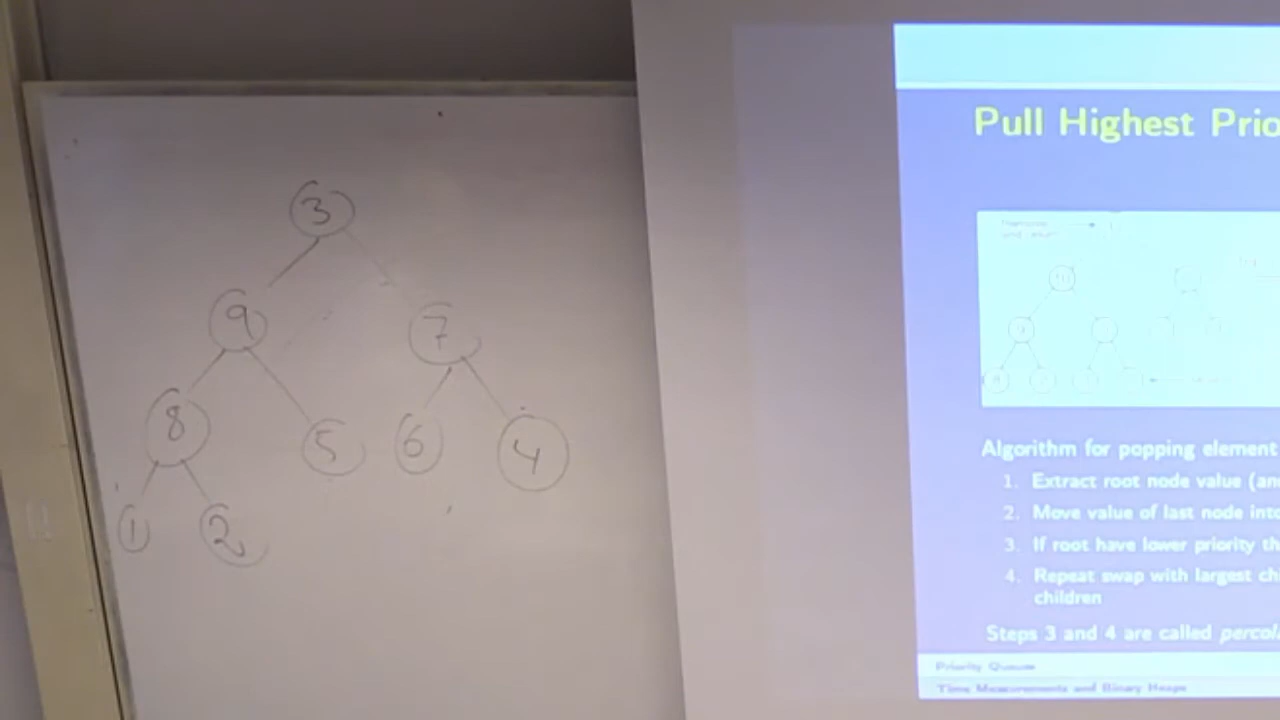 3
9 7
8 5 6 4
1 2
Pull Highest Prio
Algorithm for popping element
1. Extract root node value (an
2. Move value of last node into
3. If root have lower priority th
4. Repeat swap with largest ch
children
Steps 3 and 4 are called percola
Priority Queues
Time Measurements and Binary Heaps